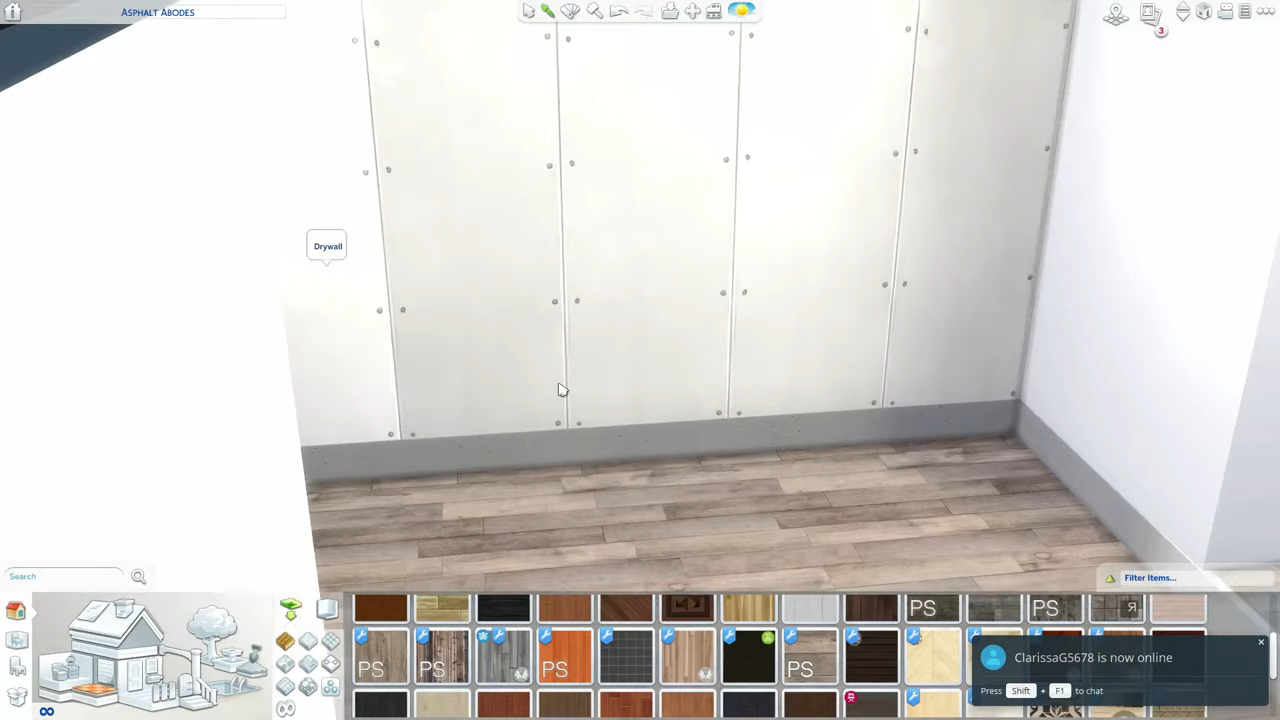 ASPHALT ABODES
3
Drywall
Search
Filter Items...
PS
PS
Я
PS
PS
PS
PS
ClarissaG5678 is now online
Press Shift + F1 to chat